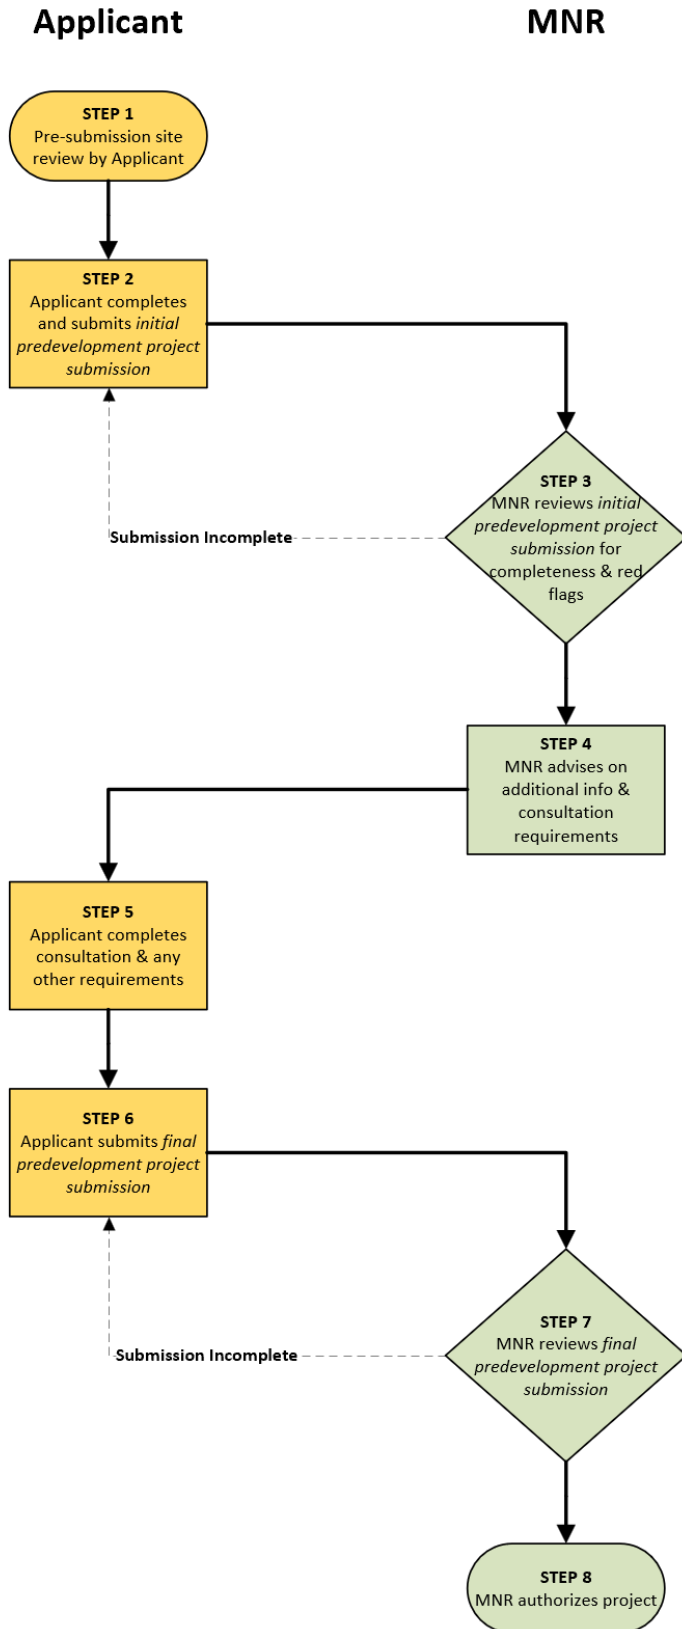 Applicant
MNR
STEP 1
Pre-submission site
review by Applicant
STEP 2
Applicant completes
and submits initial
predevelopment project
submission
STEP 3
MNR reviews initial
predevelopment project
submission for
completeness & red
flags
Submission Incomplete
STEP 4
MNR advises on
additional info &
consultation
requirements
STEP 5
Applicant completes
consultation & any
other requirements
STEP 6
Applicant submits final
predevelopment project
submission
STEP 7
MNR reviews final
predevelopment project
submission
Submission Incomplete
STEP 8
MNR authorizes project